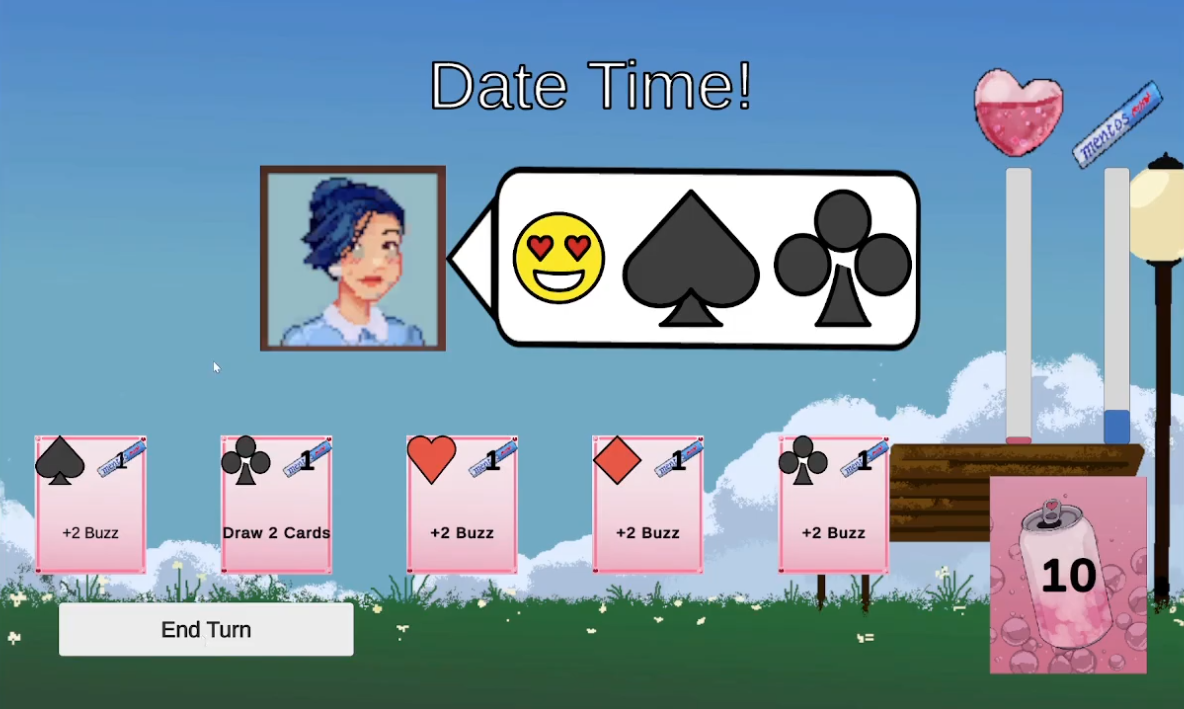 Date Time!
mentos
1
+2 Buzz
1
Draw 2 Cards
1
+2 Buzz
1
+2 Buzz
1
+2 Buzz
10
End Turn